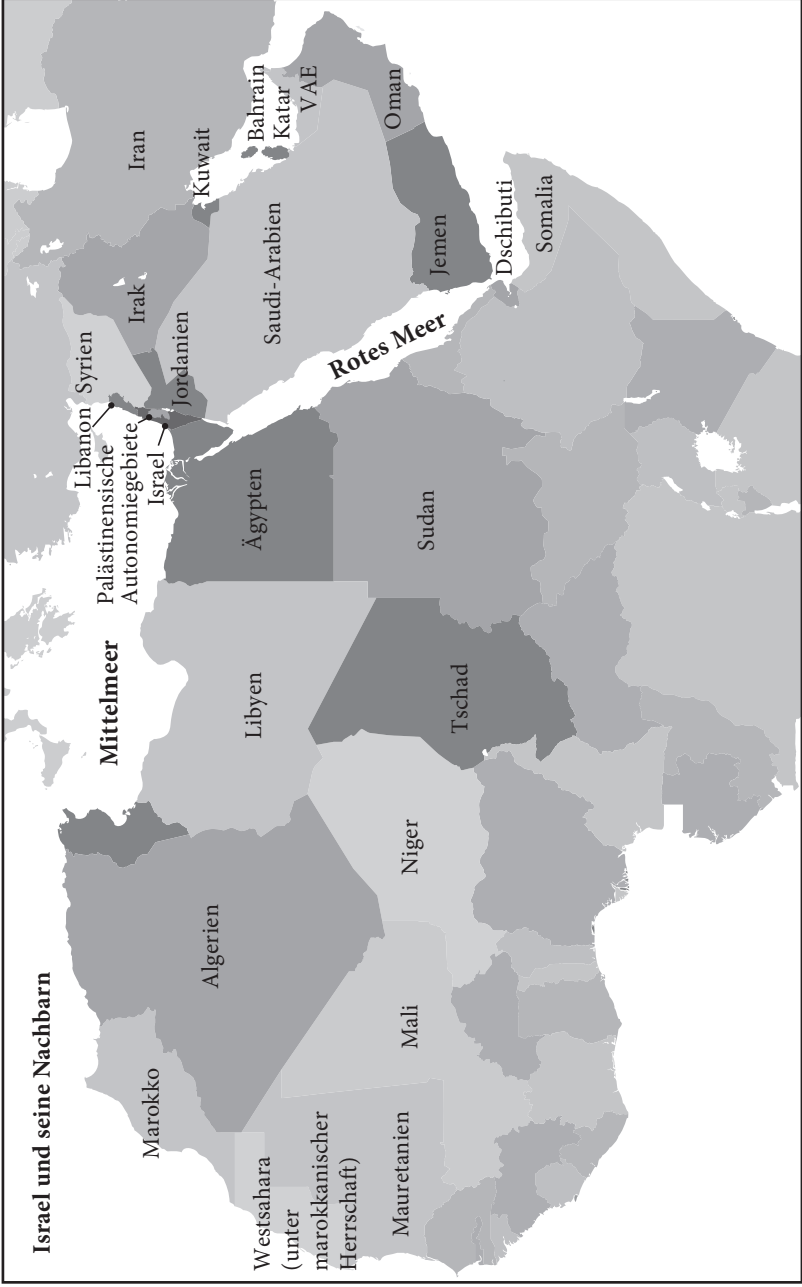 Israel und seine Nachbarn
Mittelmeer
Marokko
Algerien
Libyen
Ägypten
Libanon
Palästinensische
Autonomiegebiete
Israel
Syrien
Jordanien
Irak
Iran
Kuwait
Bahrain
Katar
VAE
Oman
Saudi-Arabien
Jemen
Rotes Meer
Westsahara
(unter
marokkanischer
Herrschaft)
Mauretanien
Mali
Niger
Tschad
Sudan
Dschibuti
Somalia